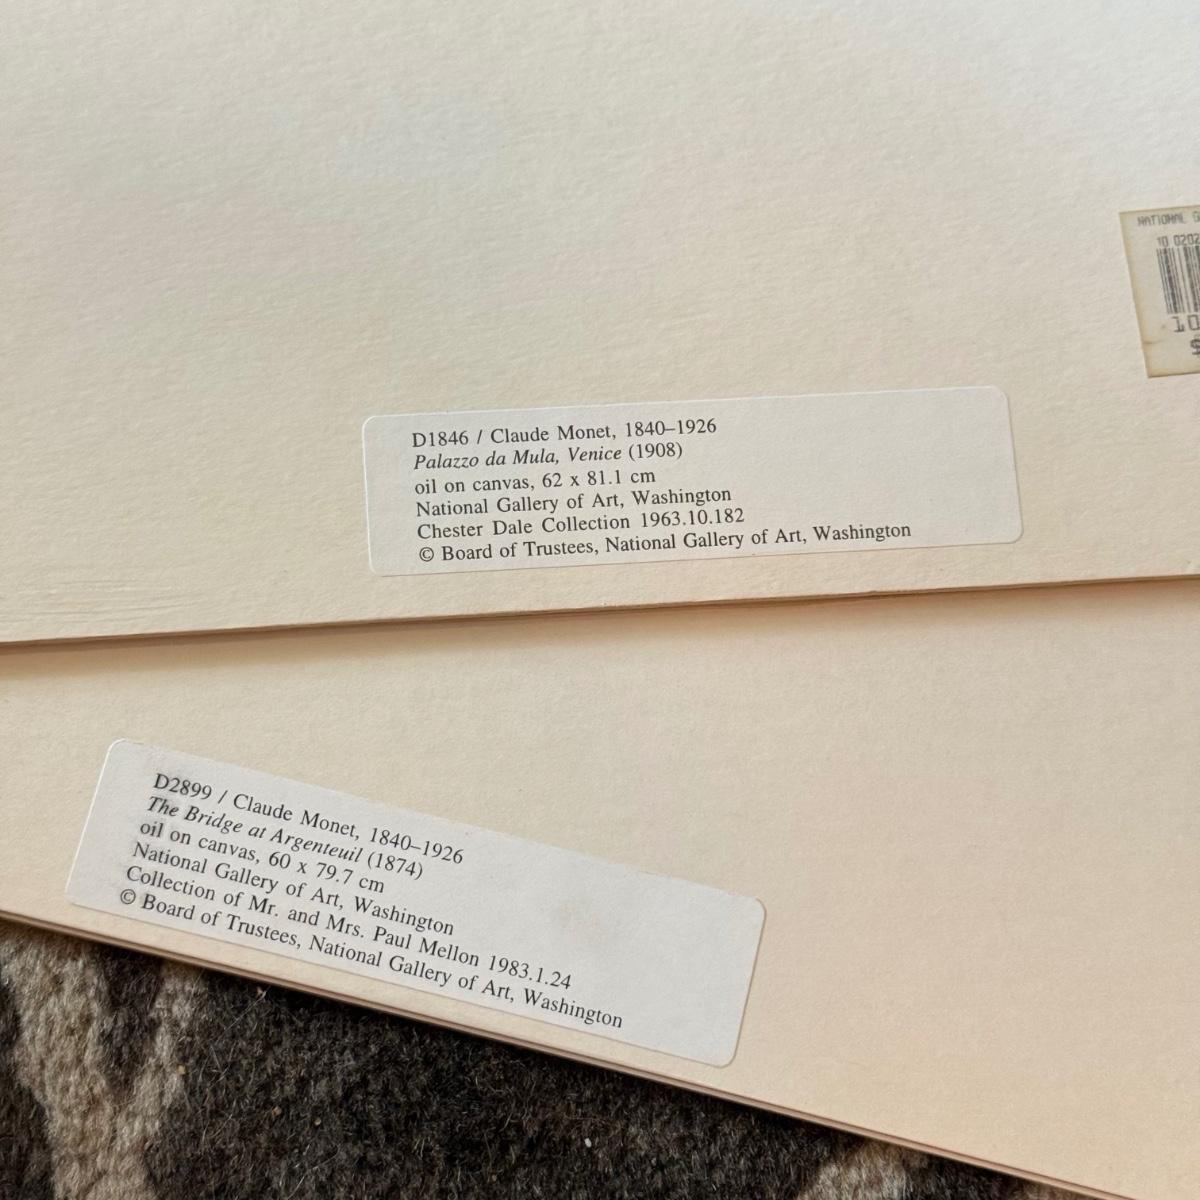 NATIONAL
10 0202
10
$
D1846 / Claude Monet, 1840–1926
Palazzo da Mula, Venice (1908)
oil on canvas, 62 x 81.1 cm
National Gallery of Art, Washington
Chester Dale Collection 1963.10.182
© Board of Trustees, National Gallery of Art, Washington
D2899 / Claude Monet, 1840–1926
The Bridge at Argenteuil (1874)
oil on canvas, 60 x 79.7 cm
National Gallery of Art, Washington
Collection of Mr. and Mrs. Paul Mellon 1983.1.24
© Board of Trustees, National Gallery of Art, Washington